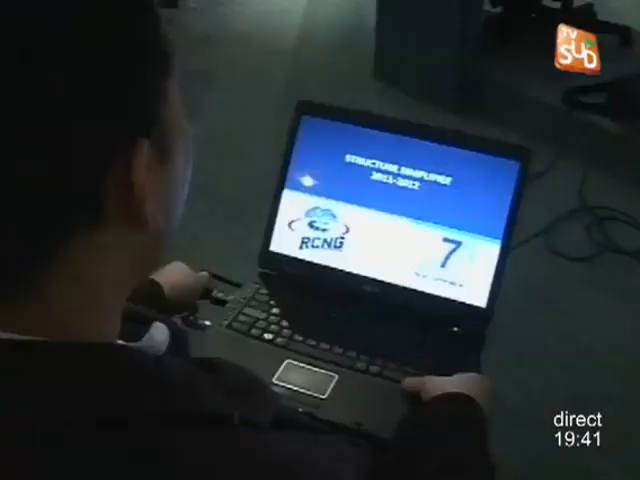 TV
SUD
STRUCTURE SIMPLIFIEE
2011-2012
RCNG
7
direct
19:41